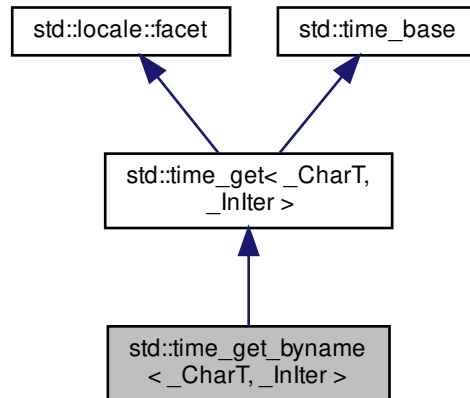 std::locale::facet
std::time_base
std::time_get< _CharT,
_InIter >
std::time_get_byname
< _CharT, _InIter >